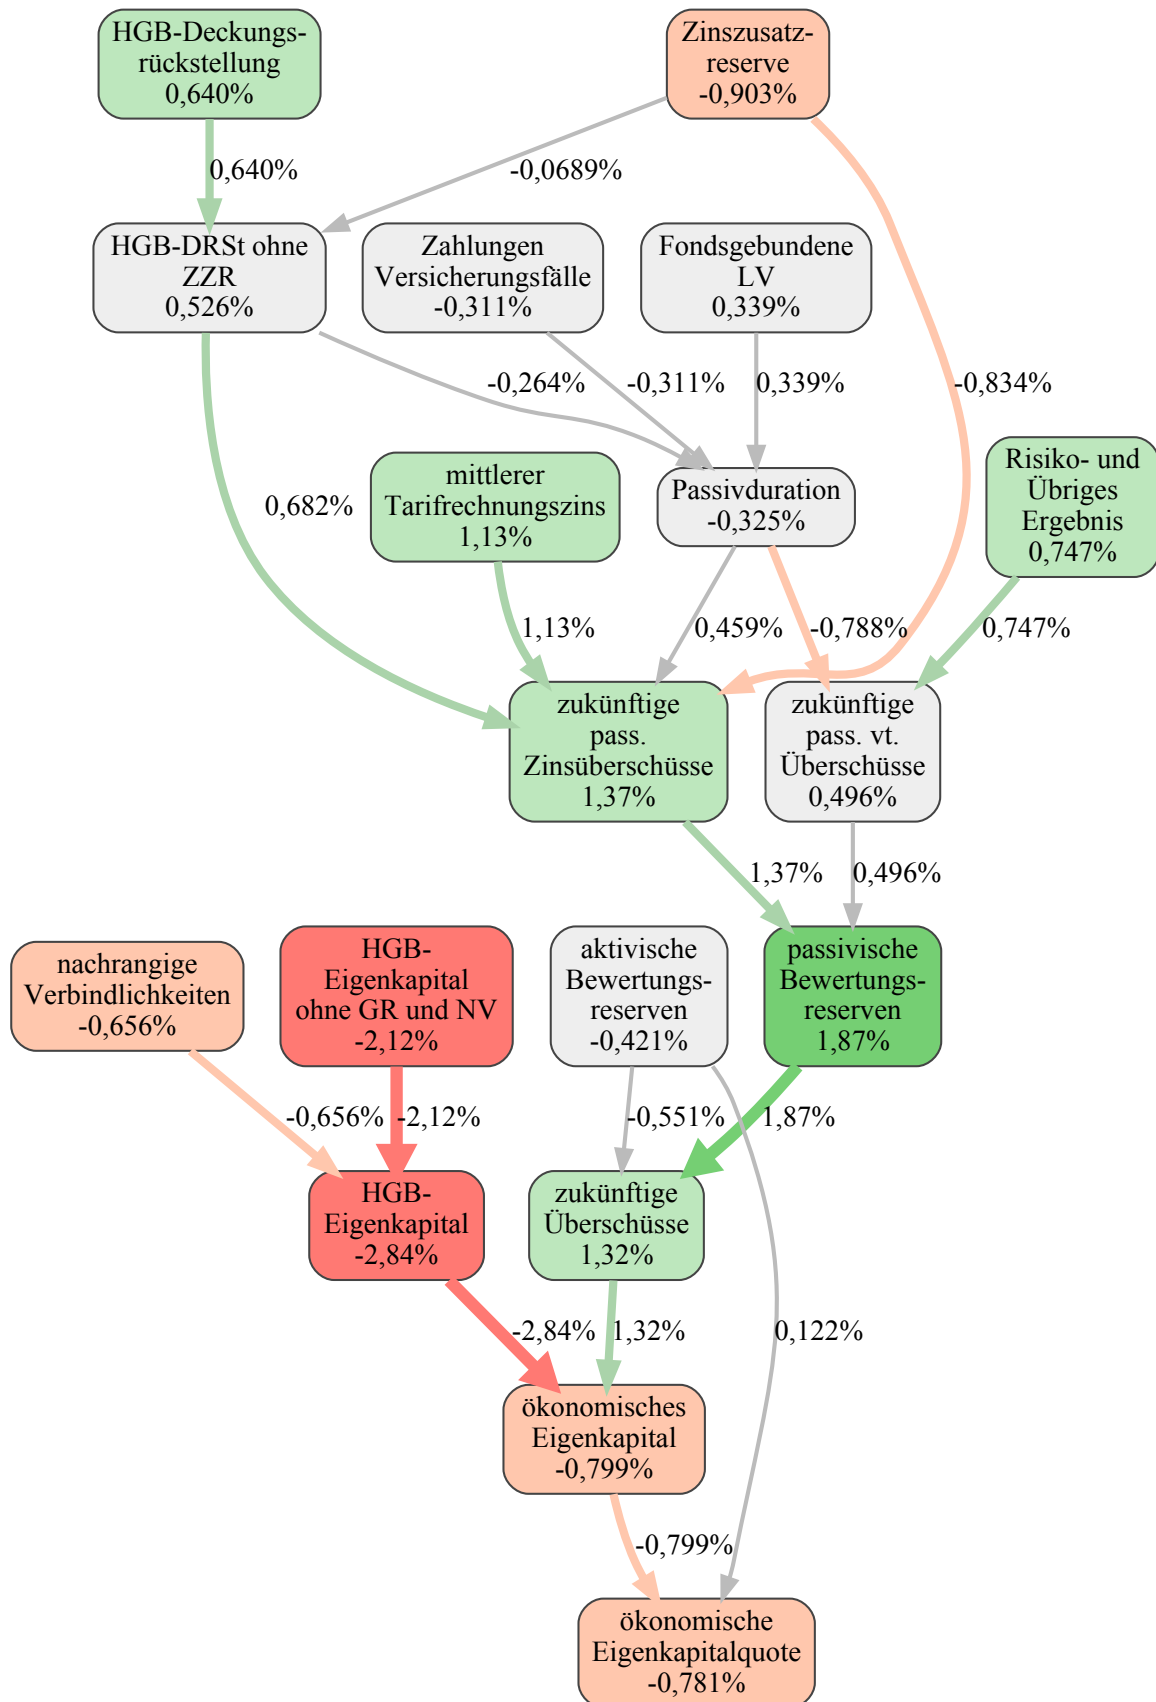 HGB-Deckungs-
rückstellung
0,640%
Zinszusatz-
reserve
-0,903%
0,640%
-0,0689%
HGB-DRSt ohne
ZZR
0,526%
Zahlungen
Versicherungsfälle
-0,311%
Fondsgebundene
LV
0,339%
-0,264%
-0,311%
0,339%
-0,834%
mittlerer
Tarifrechnungszins
1,13%
Passivduration
-0,325%
Risiko- und
Übriges
Ergebnis
0,747%
0,682%
1,13%
0,459%
-0,788%
0,747%
zukünftige
pass.
Zinsüberschüsse
1,37%
zukünftige
pass. vt.
Überschüsse
0,496%
1,37%
0,496%
nachrangige
Verbindlichkeiten
-0,656%
HGB-
Eigenkapital
ohne GR und NV
-2,12%
aktivische
Bewertungs-
reserven
-0,421%
passivische
Bewertungs-
reserven
1,87%
-0,656%
-2,12%
-0,551%
1,87%
HGB-
Eigenkapital
-2,84%
zukünftige
Überschüsse
1,32%
-2,84%
1,32%
0,122%
ökonomisches
Eigenkapital
-0,799%
-0,799%
ökonomische
Eigenkapitalquote
-0,781%